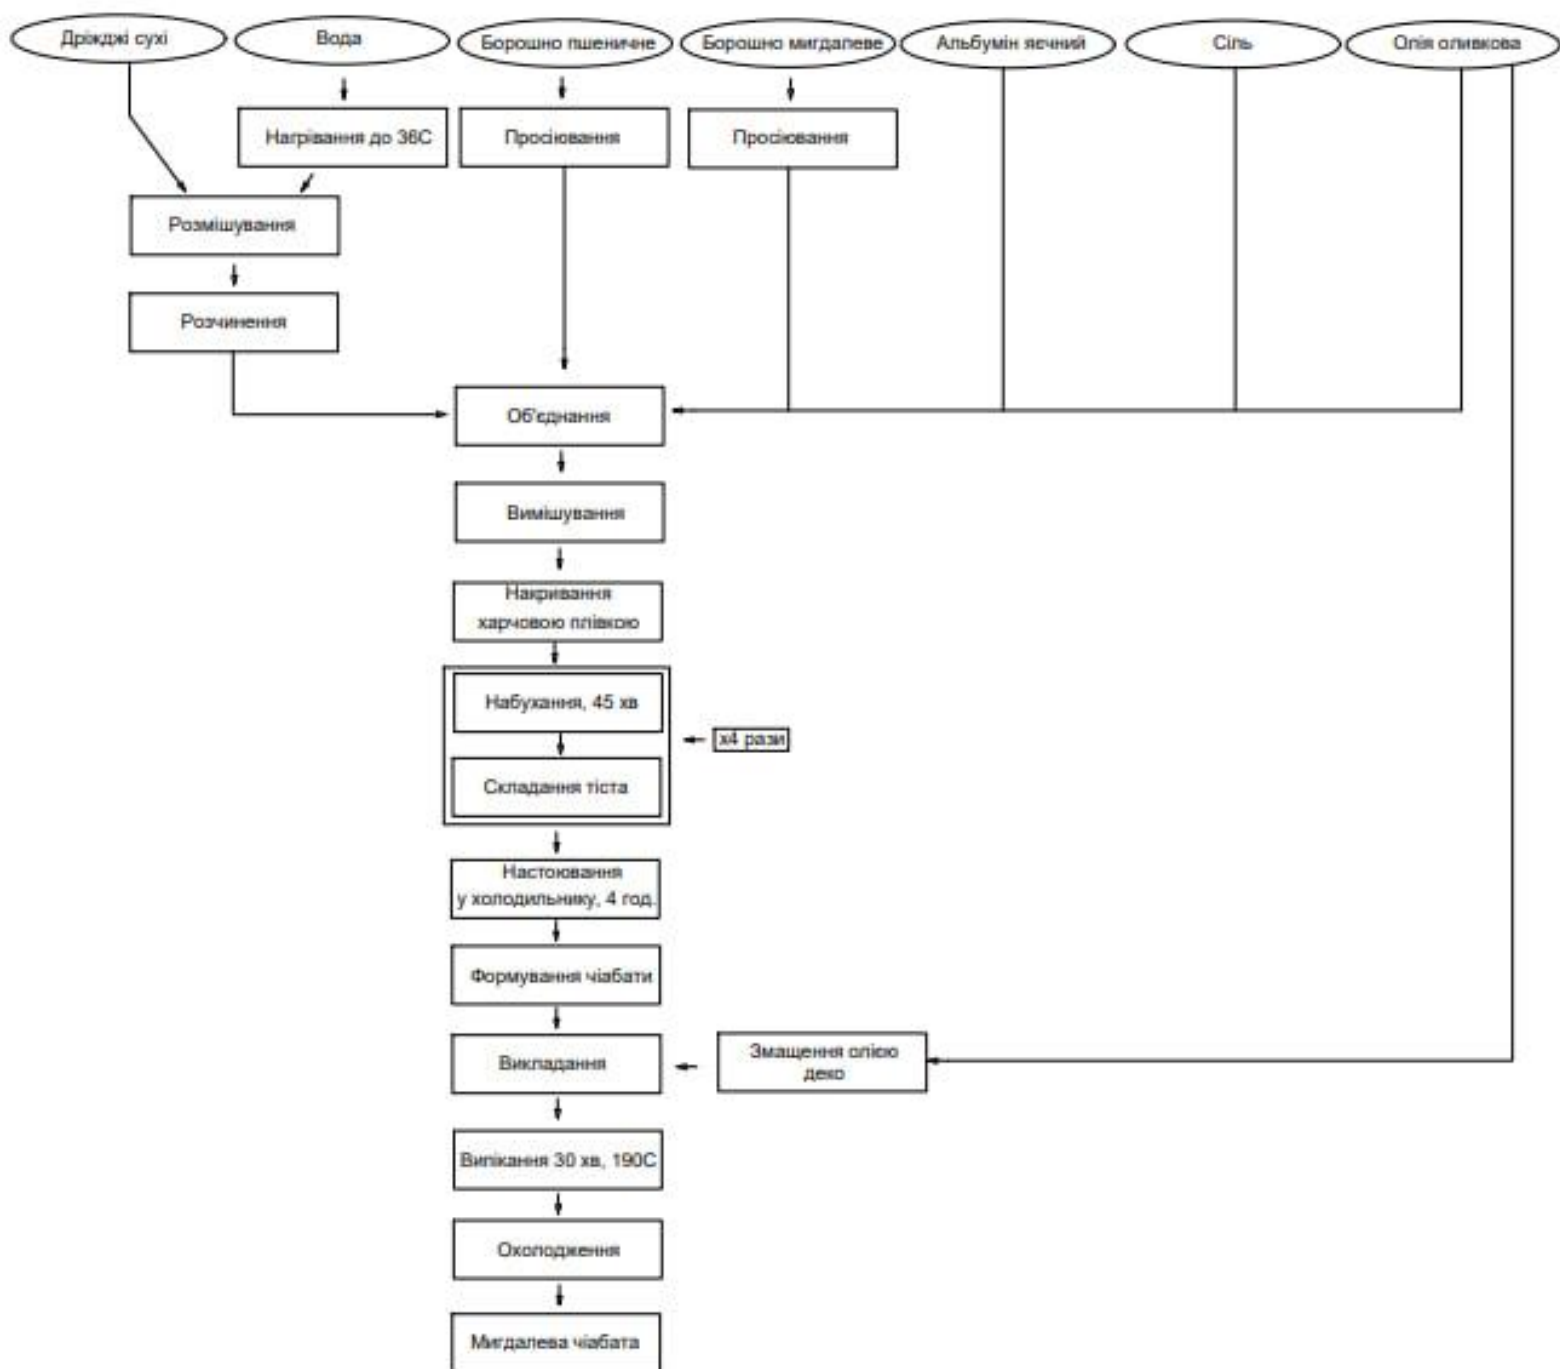 Дріжджі сухі
Вода
Борошно пшеничне
Борошно мигдалеве
Альбумін яєчний
Сіль
Олія оливкова
Нагрівання до 36С
Просіювання
Просіювання
Розмішування
Розчинення
Об'єднання
Вимішування
Накривання
харчовою плівкою
Набухання, 45 хв
х4 рази
Складання тіста
Настоювання
у холодильнику, 4 год.
Формування чіабати
Викладання
Змащення олією
деко
Випікання 30 хв, 190С
Охолодження
Мигдалева чіабата